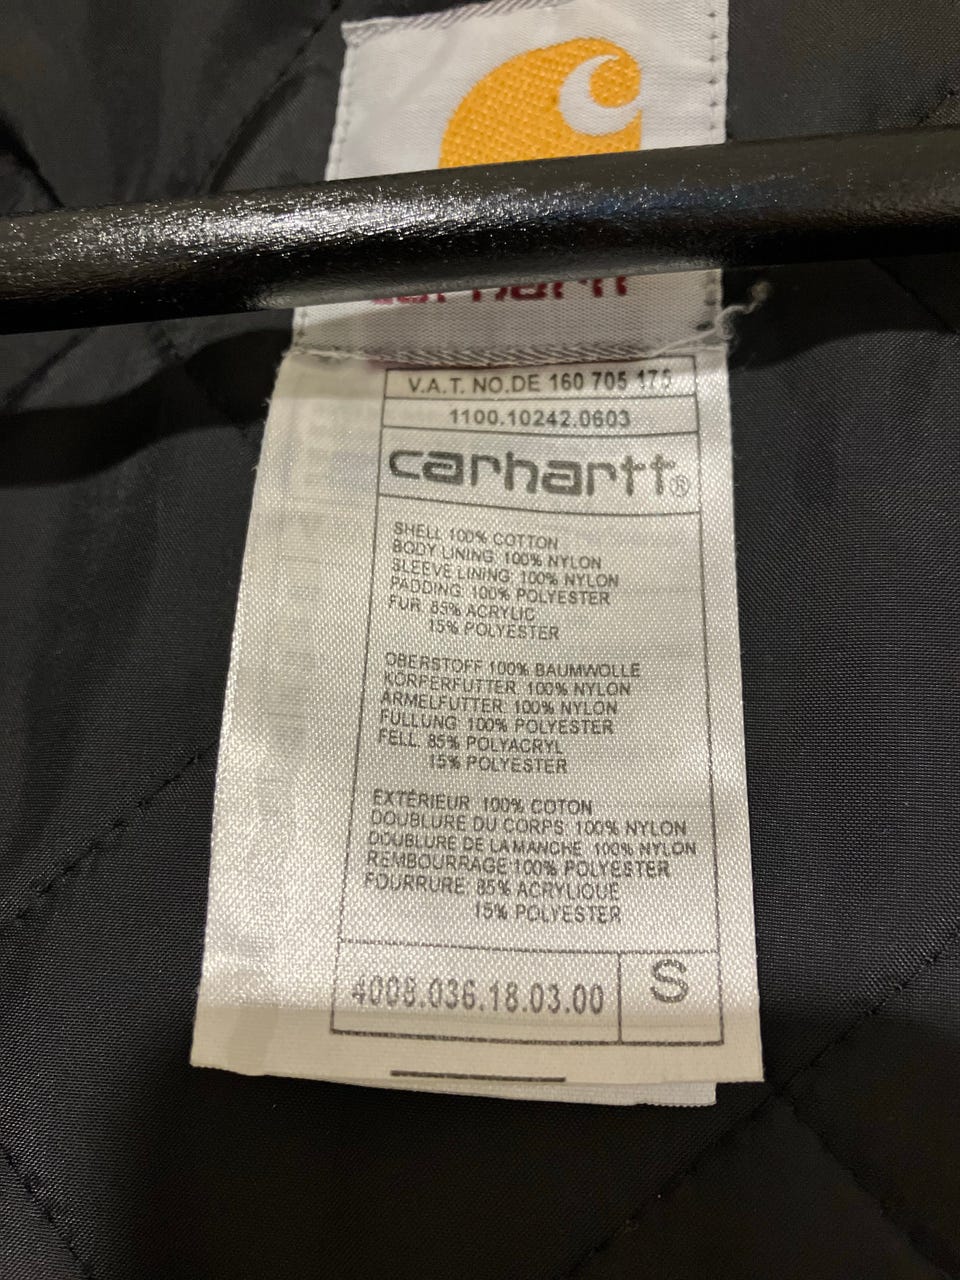 V.A.T. NO.DE 160 705 175
1100.10242.0603
carhartt®
SHELL 100% COTTON
BODY LINING: 100% NYLON
SLEEVE LINING: 100% NYLON
PADDING: 100% POLYESTER
FUR: 85% ACRYLIC
15% POLYESTER
OBERSTOFF 100% BAUMWOLLE
KÖRPERFUTTER: 100% NYLON
ÄRMELFUTTER: 100% NYLON
FÜLLUNG: 100% POLYESTER
FELL: 85% POLYACRYL
15% POLYESTER
EXTÉRIEUR: 100% COTON
DOUBLURE DU CORPS: 100% NYLON
DOUBLURE DE LA MANCHE: 100% NYLON
REMBOURRAGE 100% POLYESTER
FOURRURE: 85% ACRYLIQUE
15% POLYESTER
4008.036.18.03.00
S